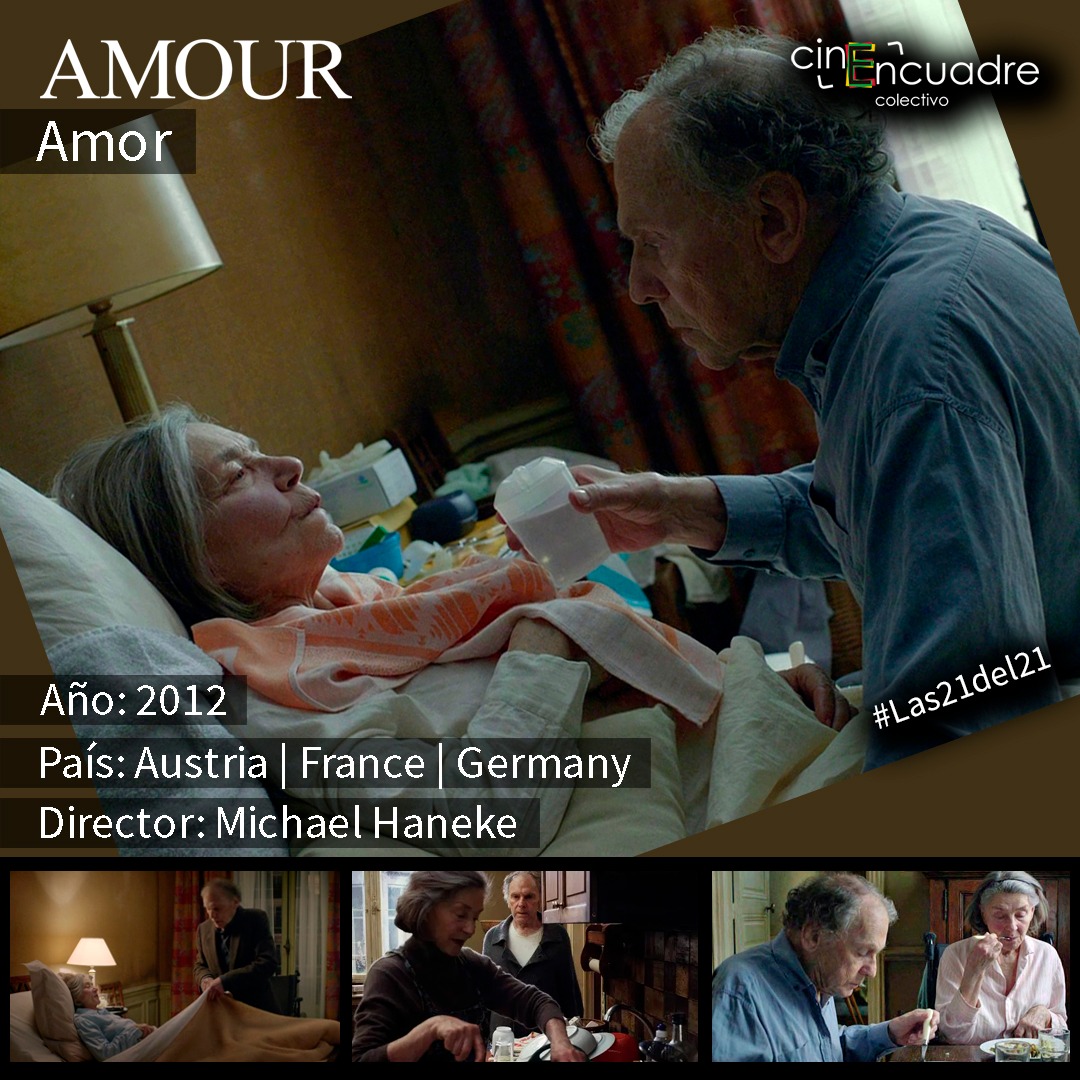 AMOUR
Amor
cinEncuadre
colectivo
#Las21del21
Año: 2012
País: Austria | France | Germany
Director: Michael Haneke